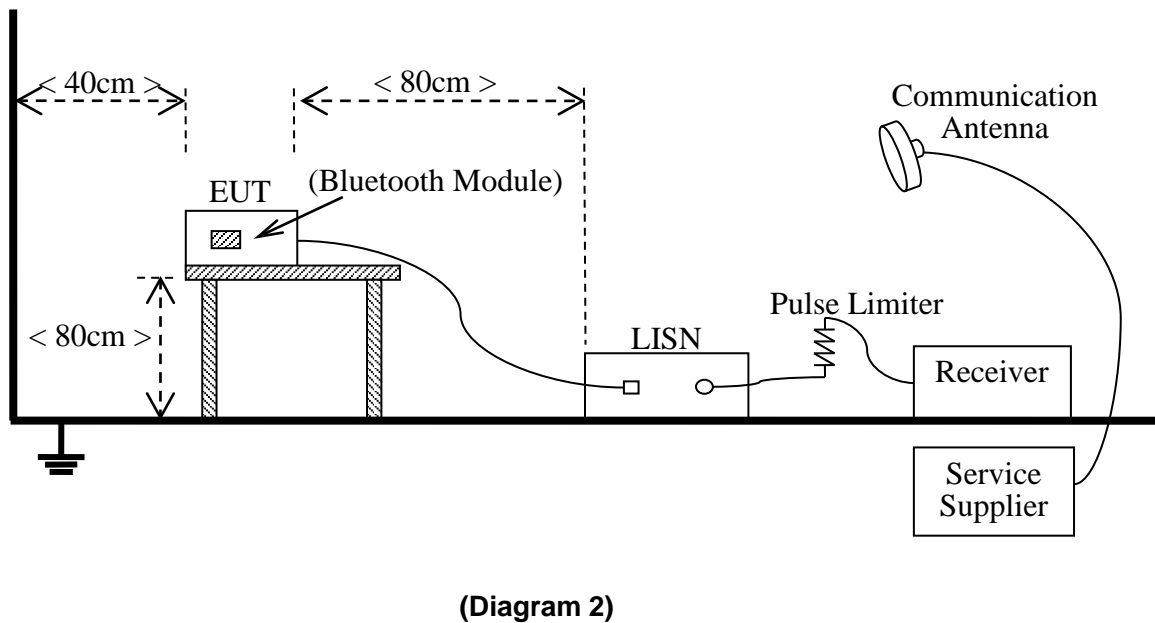 < 40cm >
< 80cm >
Communication
Antenna
EUT
(Bluetooth Module)
< 80cm >
Pulse Limiter
LISN
Receiver
Service
Supplier
(Diagram 2)